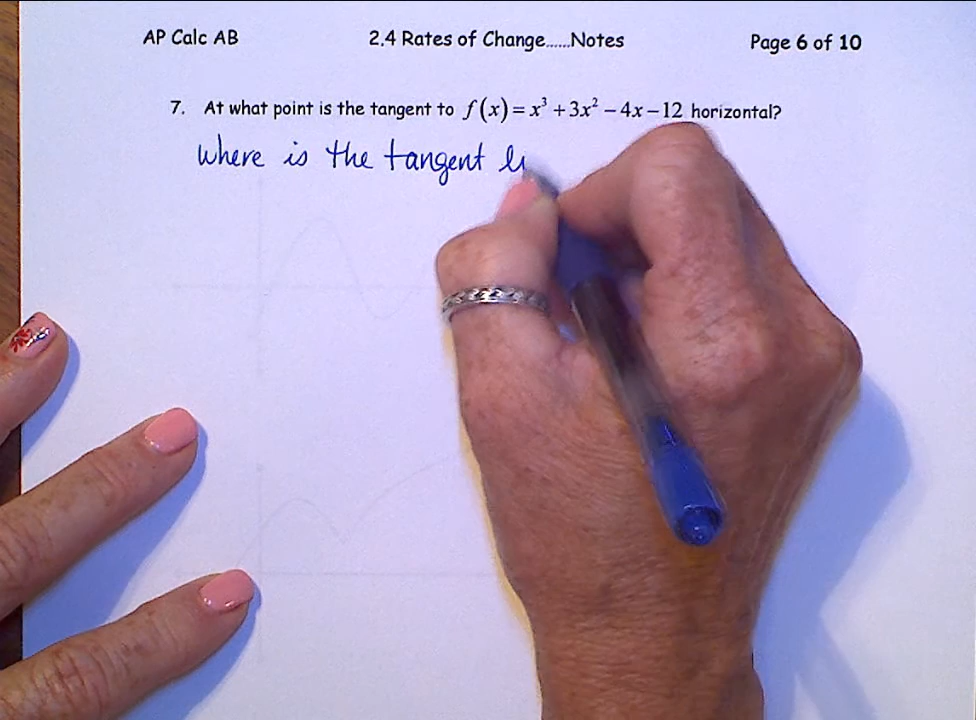 AP Calc AB 2.4 Rates of Change......Notes Page 6 of 10
7. At what point is the tangent to f(x) = x³ + 3x² − 4x − 12 horizontal?
where is the tangent